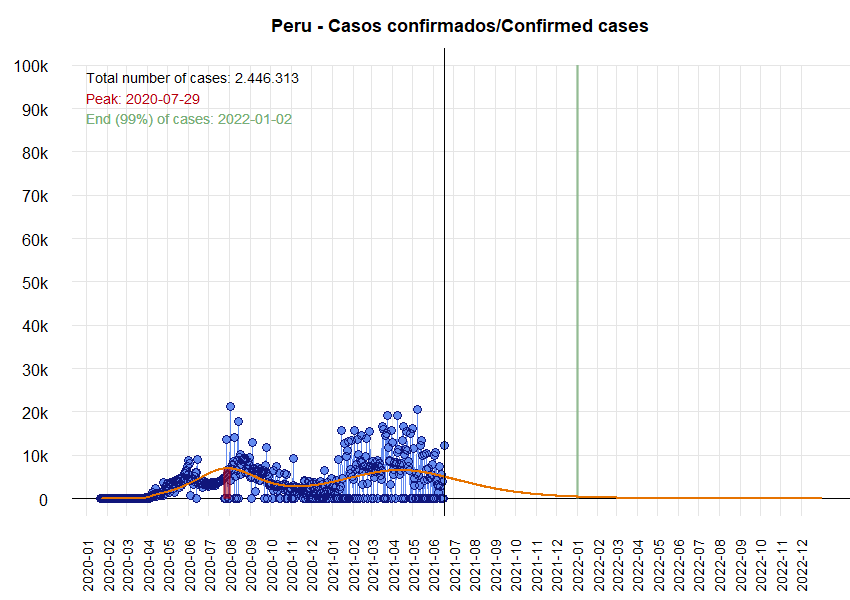 Peru - Casos confirmados/Confirmed cases
100k
90k
80k
70k
60k
50k
40k
30k
20k
10k
0
Total number of cases: 2.446.313
Peak: 2020-07-29
End (99%) of cases: 2022-01-02
2020-01
2020-02
2020-03
2020-04
2020-05
2020-06
2020-07
2020-08
2020-09
2020-10
2020-11
2020-12
2021-01
2021-02
2021-03
2021-04
2021-05
2021-06
2021-07
2021-08
2021-09
2021-10
2021-11
2021-12
2022-01
2022-02
2022-03
2022-04
2022-05
2022-06
2022-07
2022-08
2022-09
2022-10
2022-11
2022-12